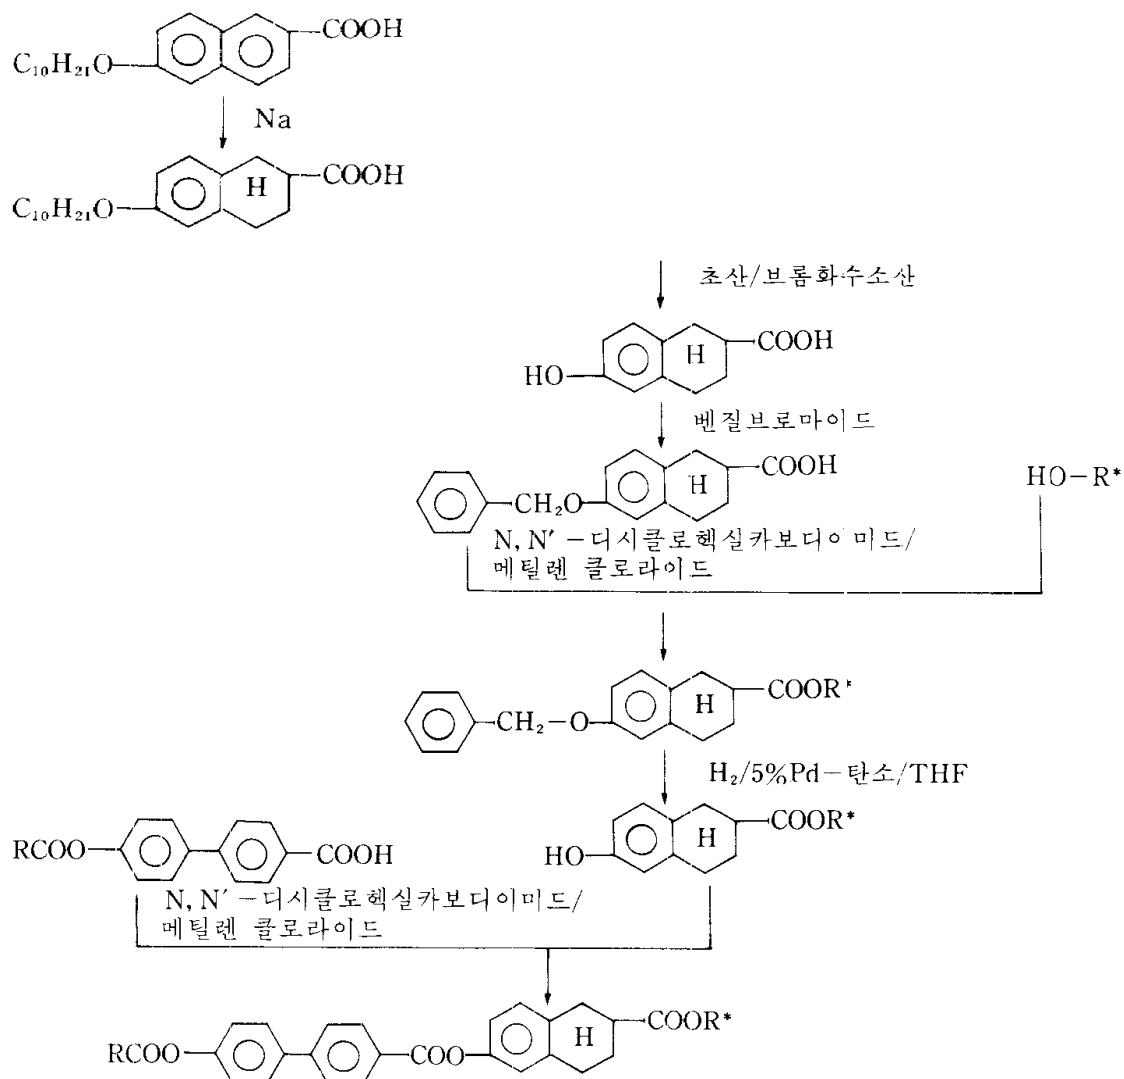 COOH
C₁₀H₂₁O
Na
H COOH
C₁₀H₂₁O
초산/브롬화수소산
H COOH
HO
벤질브로마이드
H COOH
CH₂O
HO-R*
N, N′-디시클로헥실카보디이미드/
메틸렌 클로라이드
H COOR*
CH₂-O
H₂/5%Pd-탄소/THF
H COOR*
RCOO COOH
HO
N, N′-디시클로헥실카보디이미드/
메틸렌 클로라이드
H COOR*
RCOO COO